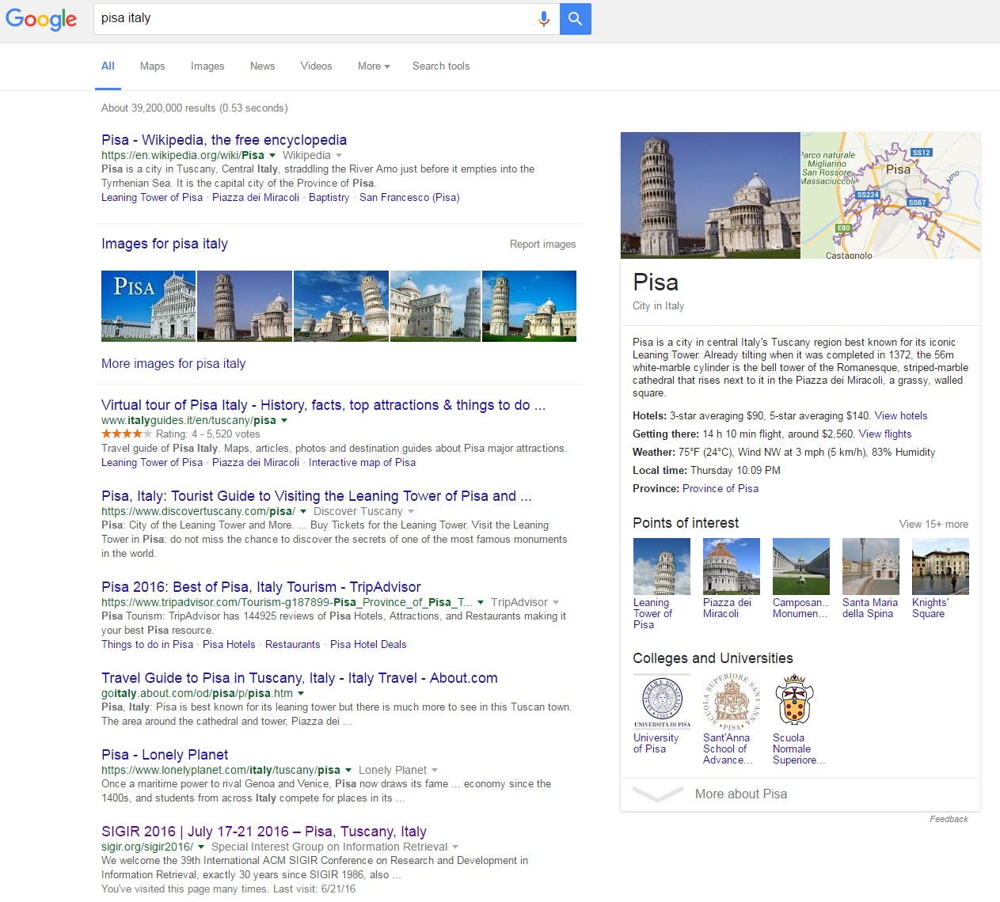 Google
pisa italy
All Maps Images News Videos More Search tools
About 39,200,000 results (0.53 seconds)
Pisa - Wikipedia, the free encyclopedia
https://en.wikipedia.org/wiki/Pisa Wikipedia
Pisa is a city in Tuscany, Central Italy, straddling the River Arno just before it empties into the
Tyrrhenian Sea. It is the capital city of the Province of Pisa.
Leaning Tower of Pisa · Piazza dei Miracoli · Baptistry · San Francesco (Pisa)
Images for pisa italy
Report images
PISA
More images for pisa italy
Virtual tour of Pisa Italy - History, facts, top attractions & things to do ...
www.italyguides.it/en/tuscany/pisa
Rating: 4 - 5,520 votes
Travel guide of Pisa Italy. Maps, articles, photos and destination guides about Pisa major attractions.
Leaning Tower of Pisa · Piazza dei Miracoli · Interactive map of Pisa
Pisa, Italy: Tourist Guide to Visiting the Leaning Tower of Pisa and ...
https://www.discovertuscany.com/pisa/ Discover Tuscany
Pisa: City of the Leaning Tower and More. ... Buy Tickets for the Leaning Tower. Visit the Leaning
Tower in Pisa: do not miss the chance to discover the secrets of one of the most famous monuments
in the world.
Pisa 2016: Best of Pisa, Italy Tourism - TripAdvisor
https://www.tripadvisor.com/Tourism-g187899-Pisa_Province_of_Pisa_T... TripAdvisor
Pisa Tourism: TripAdvisor has 144925 reviews of Pisa Hotels, Attractions, and Restaurants making it
your best Pisa resource.
Things to do in Pisa · Pisa Hotels · Restaurants · Pisa Hotel Deals
Travel Guide to Pisa in Tuscany, Italy - Italy Travel - About.com
goitaly.about.com/od/pisa/p/pisa.htm
Pisa, Italy: Pisa is best known for its leaning tower but there is much more to see in this Tuscan town.
The area around the cathedral and tower, Piazza dei ...
Pisa - Lonely Planet
https://www.lonelyplanet.com/italy/tuscany/pisa Lonely Planet
Once a maritime power to rival Genoa and Venice, Pisa now draws its fame ... economy since the
1400s, and students from across Italy compete for places in its ...
SIGIR 2016 | July 17-21 2016 – Pisa, Tuscany, Italy
sigir.org/sigir2016/ Special Interest Group on Information Retrieval
We welcome the 39th International ACM SIGIR Conference on Research and Development in
Information Retrieval, exactly 30 years since SIGIR 1986, also ...
You've visited this page many times. Last visit: 6/21/16
Parco naturale
Migliarino
San Rossore
Massaciuccoli
SS12
Pisa
Arno
SS224
SS67
E80
Castagnolo
Pisa
City in Italy
Pisa is a city in central Italy's Tuscany region best known for its iconic
Leaning Tower. Already tilting when it was completed in 1372, the 56m
white-marble cylinder is the bell tower of the Romanesque, striped-marble
cathedral that rises next to it in the Piazza dei Miracoli, a grassy, walled
square.
Hotels: 3-star averaging $90, 5-star averaging $140. View hotels
Getting there: 14 h 10 min flight, around $2,560. View flights
Weather: 75°F (24°C), Wind NW at 3 mph (5 km/h), 83% Humidity
Local time: Thursday 10:09 PM
Province: Province of Pisa
Points of interest
View 15+ more
Leaning
Tower of
Pisa
Piazza dei
Miracoli
Camposan...
Monumen...
Santa Maria
della Spina
Knights'
Square
Colleges and Universities
IN SUPREMÆ DIGNITATIS
1343
UNIVERSITÀ DI PISA
SCUOLA SUPERIORE SANT'ANNA
·PISA·
University
of Pisa
Sant'Anna
School of
Advance...
Scuola
Normale
Superiore...
More about Pisa
Feedback